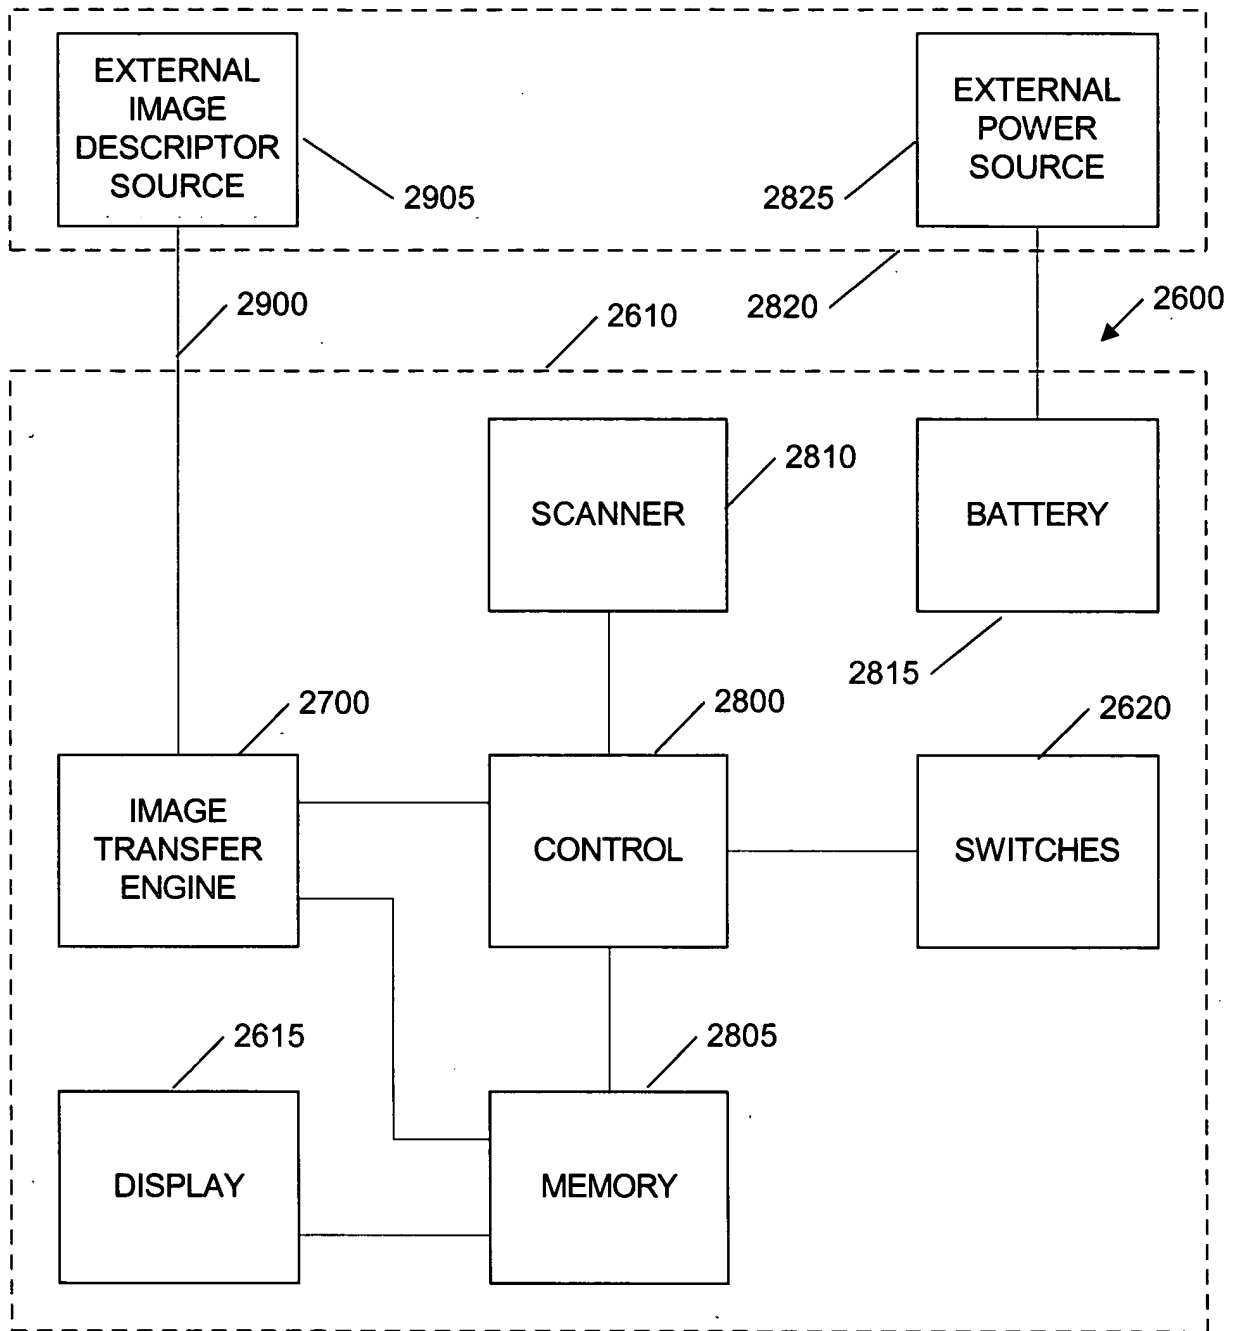 EXTERNAL
IMAGE
DESCRIPTOR
SOURCE
2905
EXTERNAL
POWER
SOURCE
2825
2820
2900
2610
2600
SCANNER
2810
BATTERY
2815
2700
IMAGE
TRANSFER
ENGINE
2800
CONTROL
2620
SWITCHES
2615
DISPLAY
2805
MEMORY